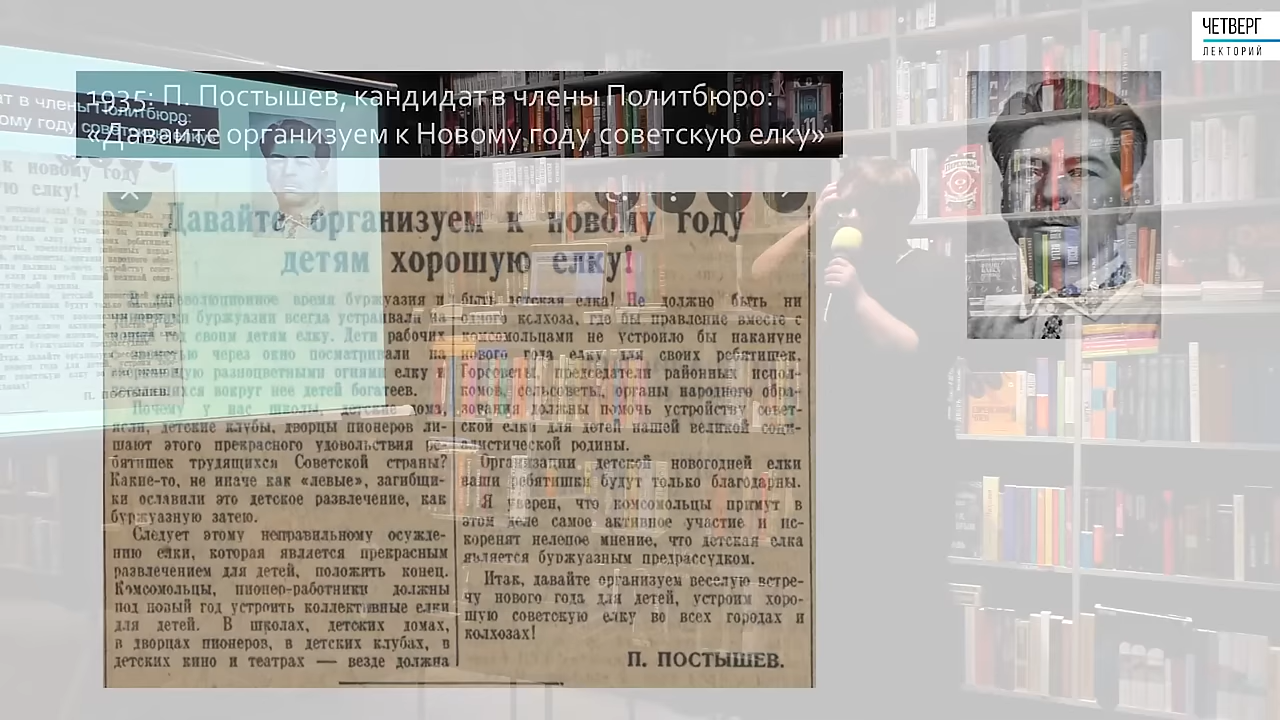 ЧЕТВЕРГ
ЛЕКТОРИЙ
1935: П. Постышев, кандидат в члены Политбюро:
«Давайте организуем к Новому году советскую елку»
Давайте организуем к новому году
детям хорошую елку!
В дореволюционное время буржуазия и
чиновники буржуазии всегда устраивали на
новый год своим детям елку. Дети рабочих
с завистью через окно посматривали на
сверкающую разноцветными огнями елку и
веселящихся вокруг нее детей богатеев.
Почему у нас школы, детские дома,
ясли, детские клубы, дворцы пионеров ли-
шают этого прекрасного удовольствия ре-
бятишек трудящихся Советской страны?
Какие-то, не иначе как «левые», загибщи-
ки ославили это детское развлечение, как
буржуазную затею.
Следует этому неправильному осужде-
нию елки, которая является прекрасным
развлечением для детей, положить конец.
Комсомольцы, пионер-работники должны
под новый год устроить коллективные елки
для детей. В школах, детских домах,
в дворцах пионеров, в детских клубах, в
детских кино и театрах — везде должна
быть детская елка! Не должно быть ни
одного колхоза, где бы правление вместе с
комсомольцами не устроило бы накануне
нового года елку для своих ребятишек.
Горсоветы, председатели районных испол-
комов, сельсоветы, органы народного обра-
зования должны помочь устройству совет-
ской елки для детей нашей великой соци-
алистической родины.
Организации детской новогодней елки
ваши ребятишки будут только благодарны.
Я уверен, что комсомольцы примут в
этом деле самое активное участие и ис-
коренят нелепое мнение, что детская елка
является буржуазным предрассудком.
Итак, давайте организуем веселую встре-
чу нового года для детей, устроим хоро-
шую советскую елку во всех городах и
колхозах!
П. ПОСТЫШЕВ.